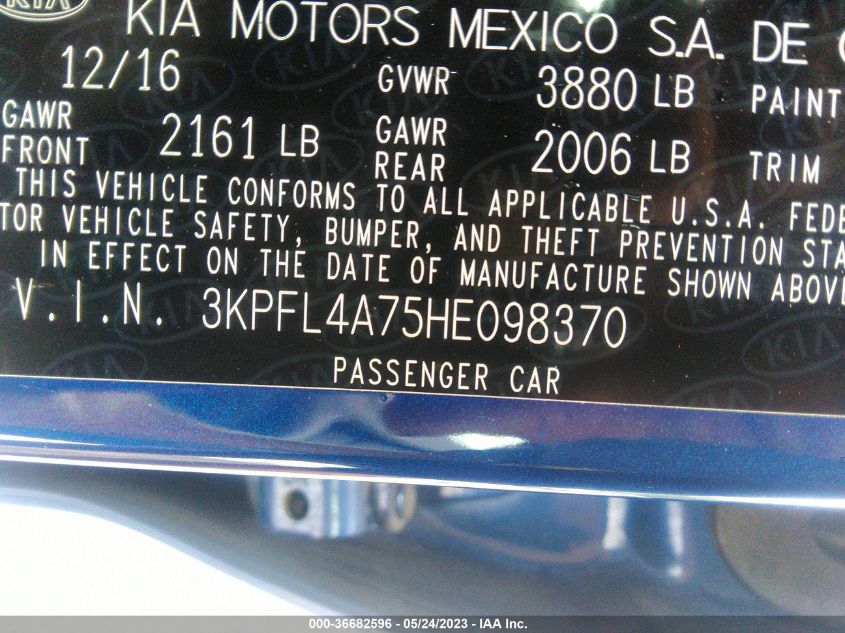 KIA
KIA MOTORS MEXICO S.A. DE
12/16 GVWR 3880 LB PAINT
GAWR FRONT 2161 LB GAWR REAR 2006 LB TRIM
THIS VEHICLE CONFORMS TO ALL APPLICABLE U.S.A. FEDE
TOR VEHICLE SAFETY, BUMPER, AND THEFT PREVENTION STA
IN EFFECT ON THE DATE OF MANUFACTURE SHOWN ABOVE
V.I.N. 3KPFL4A75HE098370
PASSENGER CAR
000-36682596 - 05/24/2023 - IAA Inc.